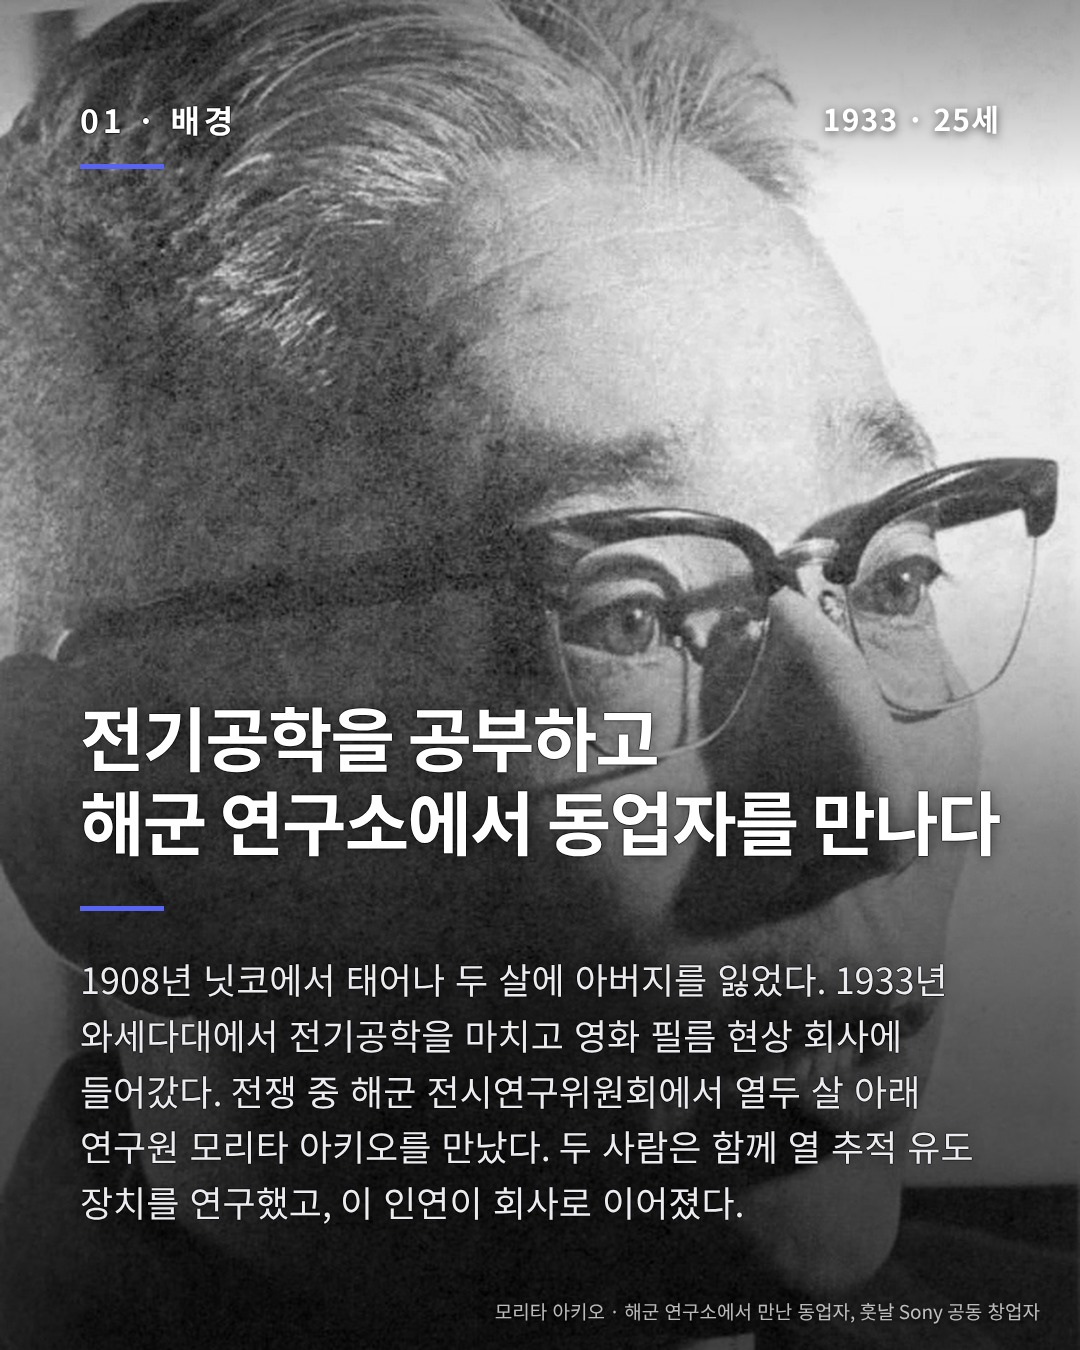 01 · 배경
1933 · 25세
전기공학을 공부하고
해군 연구소에서 동업자를 만나다
1908년 닛코에서 태어나 두 살에 아버지를 잃었다. 1933년
와세다대에서 전기공학을 마치고 영화 필름 현상 회사에
들어갔다. 전쟁 중 해군 전시연구위원회에서 열두 살 아래
연구원 모리타 아키오를 만났다. 두 사람은 함께 열 추적 유도
장치를 연구했고, 이 인연이 회사로 이어졌다.
모리타 아키오 · 해군 연구소에서 만난 동업자, 훗날 Sony 공동 창업자